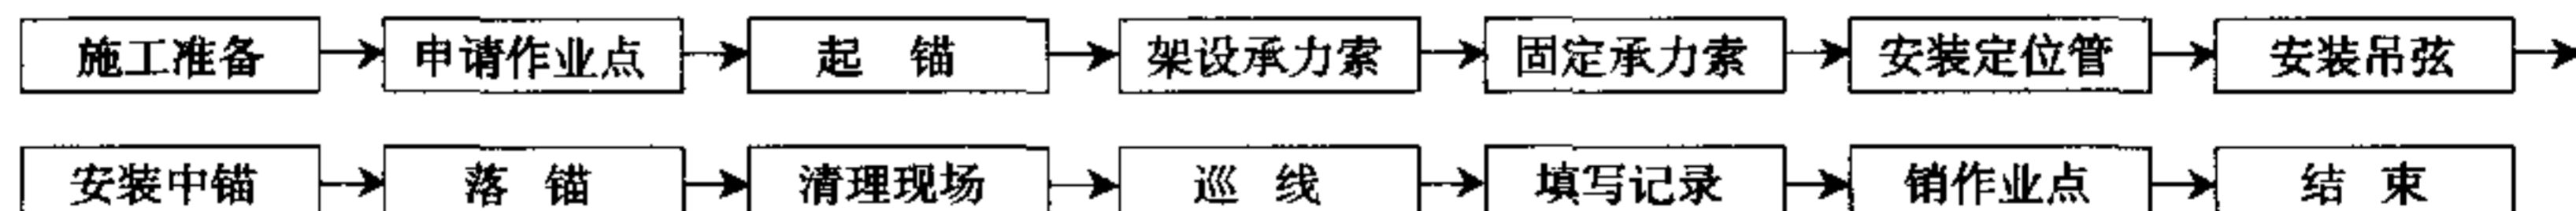 施工准备 申请作业点 起 锚 架设承力索 固定承力索 安装定位管 安装吊弦
安装中锚 落 锚 清理现场 巡 线 填写记录 销作业点 结 束